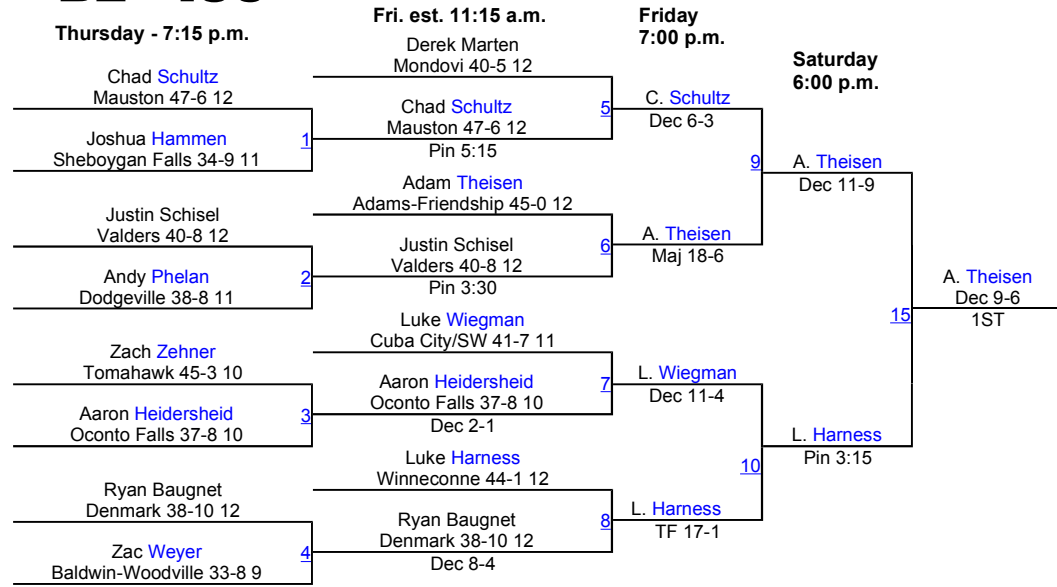 Thursday - 7:15 p.m.
Chad Schultz
Mauston 47-6 12
Joshua Hammen
Sheboygan Falls 34-9 11
1
Justin Schisel
Valders 40-8 12
Andy Phelan
Dodgeville 38-8 11
2
Zach Zehner
Tomahawk 45-3 10
Aaron Heidersheid
Oconto Falls 37-8 10
3
Ryan Baugnet
Denmark 38-10 12
Zac Weyer
Baldwin-Woodville 33-8 9
4
Fri. est. 11:15 a.m.
Derek Marten
Mondovi 40-5 12
Chad Schultz
Mauston 47-6 12
Pin 5:15
5
Adam Theisen
Adams-Friendship 45-0 12
Justin Schisel
Valders 40-8 12
Pin 3:30
6
Luke Wiegman
Cuba City/SW 41-7 11
Aaron Heidersheid
Oconto Falls 37-8 10
Dec 2-1
7
Luke Harness
Winneconne 44-1 12
Ryan Baugnet
Denmark 38-10 12
Dec 8-4
8
Friday
7:00 p.m.
C. Schultz
Dec 6-3
9
A. Theisen
Maj 18-6
L. Wiegman
Dec 11-4
10
L. Harness
TF 17-1
Saturday
6:00 p.m.
A. Theisen
Dec 11-9
L. Harness
Pin 3:15
15
A. Theisen
Dec 9-6
1ST